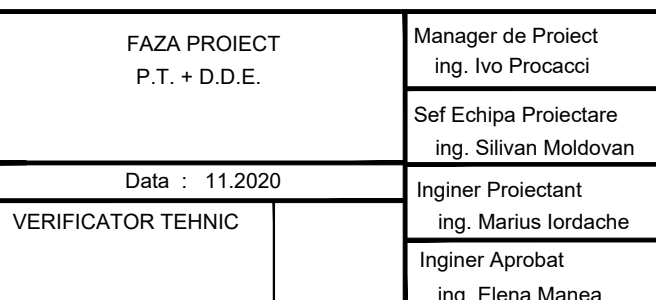 FAZA PROIECT
P.T. + D.D.E.
Data : 11.2020
VERIFICATOR TEHNIC
Manager de Proiect
ing. Ivo Procacci
Sef Echipa Proiectare
ing. Silivan Moldovan
Inginer Proiectant
ing. Marius Iordache
Inginer Aprobat
ing. Elena Manea